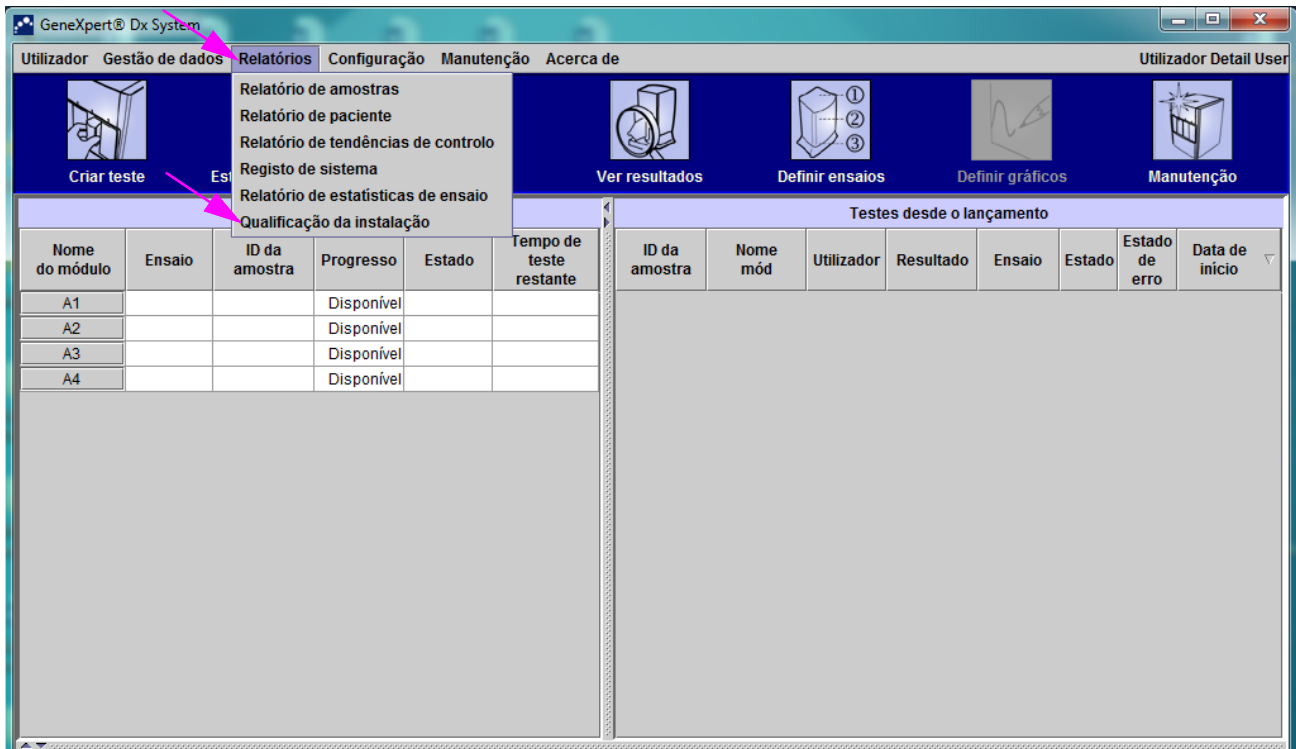 GeneXpert® Dx System
Utilizador Gestão de dados Relatórios Configuração Manutenção Acerca de Utilizador Detail User
Relatório de amostras
Relatório de paciente
Relatório de tendências de controlo
Registo de sistema
Relatório de estatísticas de ensaio
Qualificação da instalação
Criar teste Ver resultados Definir ensaios Definir gráficos Manutenção
Testes desde o lançamento
Nome do módulo Ensaio ID da amostra Progresso Estado Tempo de teste restante
A1 Disponível
A2 Disponível
A3 Disponível
A4 Disponível
ID da amostra Nome mód Utilizador Resultado Ensaio Estado Estado de erro Data de início